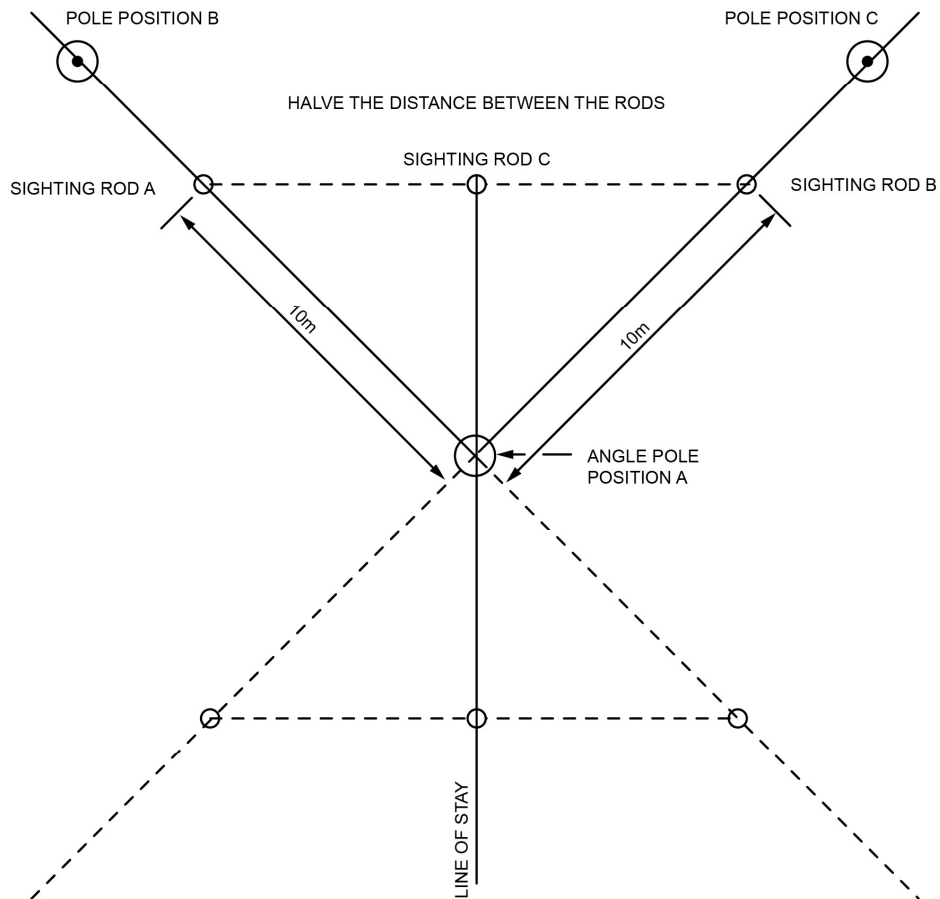 POLE POSITION B
POLE POSITION C
HALVE THE DISTANCE BETWEEN THE RODS
SIGHTING ROD C
SIGHTING ROD A
SIGHTING ROD B
10m
10m
ANGLE POLE
POSITION A
LINE OF STAY